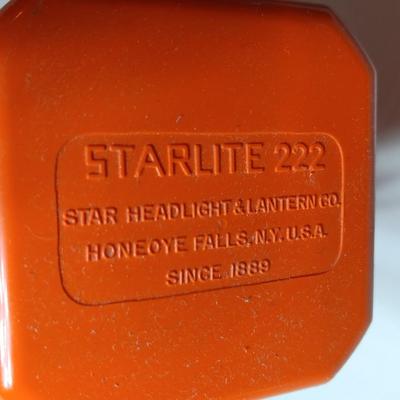 STARLITE 222
STAR HEADLIGHT & LANTERN CO.
HONEOYE FALLS, N.Y. U.S.A.
SINCE 1889